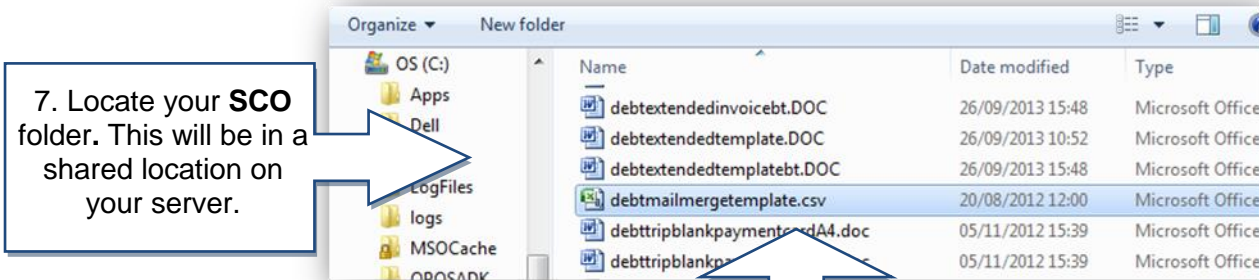 Organize New folder
OS (C:)
Apps
Dell
LogFiles
logs
MSOCache
Name Date modified Type
debtextendedinvoicebt.DOC 26/09/2013 15:48 Microsoft Office
debtextendedtemplate.DOC 26/09/2013 10:52 Microsoft Office
debtextendedtemplatebt.DOC 26/09/2013 15:48 Microsoft Office
debtmailmergetemplate.csv 20/08/2012 12:00 Microsoft Office
debttripblankpaymentcardA4.doc 05/11/2012 15:39 Microsoft Office
05/11/2012 15:39 Microsoft Office
7. Locate your SCO
folder. This will be in a
shared location on
your server.